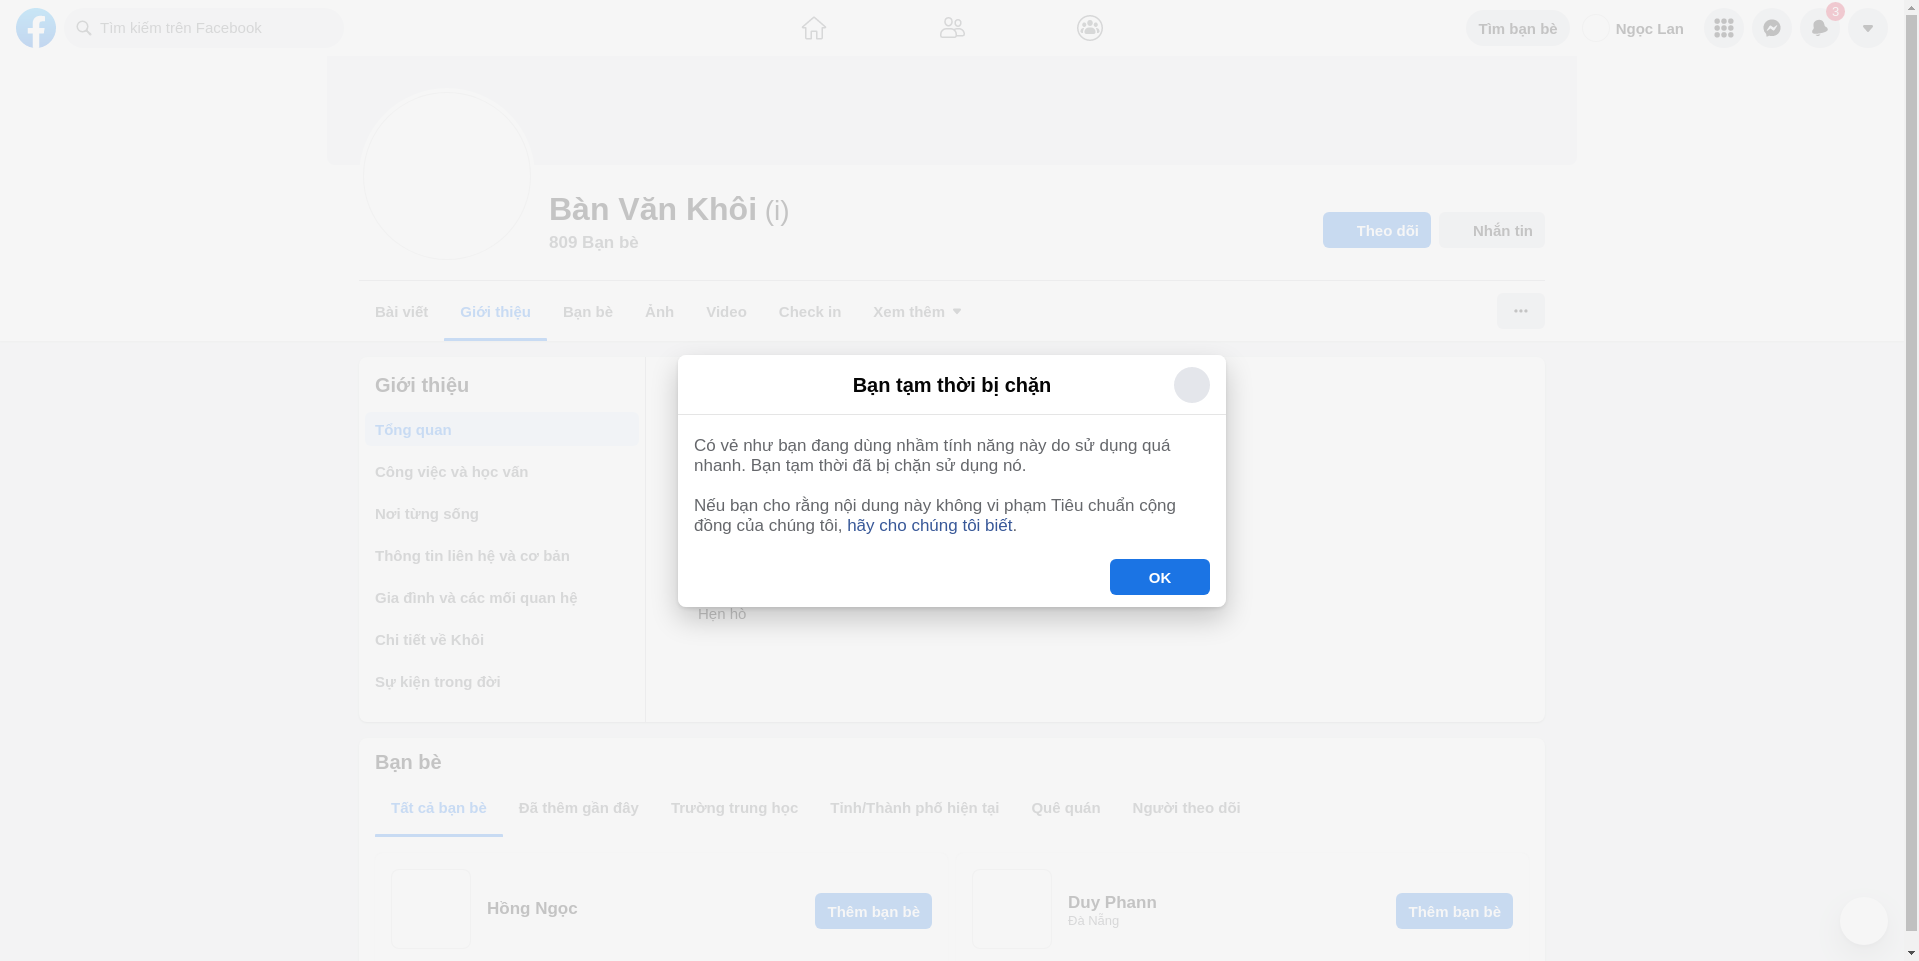 Tìm kiếm trên Facebook
Tìm bạn bè
Ngọc Lan
3
Bàn Văn Khôi (i)
809 Bạn bè
Theo dõi
Nhắn tin
Bài viết
Giới thiệu
Bạn bè
Ảnh
Video
Check in
Xem thêm
Giới thiệu
Tổng quan
Công việc và học vấn
Nơi từng sống
Thông tin liên hệ và cơ bản
Gia đình và các mối quan hệ
Chi tiết về Khôi
Sự kiện trong đời
Bạn tạm thời bị chặn
Có vẻ như bạn đang dùng nhầm tính năng này do sử dụng quá
nhanh. Bạn tạm thời đã bị chặn sử dụng nó.
Nếu bạn cho rằng nội dung này không vi phạm Tiêu chuẩn cộng
đồng của chúng tôi, hãy cho chúng tôi biết.
OK
Hẹn hò
Bạn bè
Tất cả bạn bè
Đã thêm gần đây
Trường trung học
Tỉnh/Thành phố hiện tại
Quê quán
Người theo dõi
Hồng Ngọc
Thêm bạn bè
Duy Phann
Đà Nẵng
Thêm bạn bè